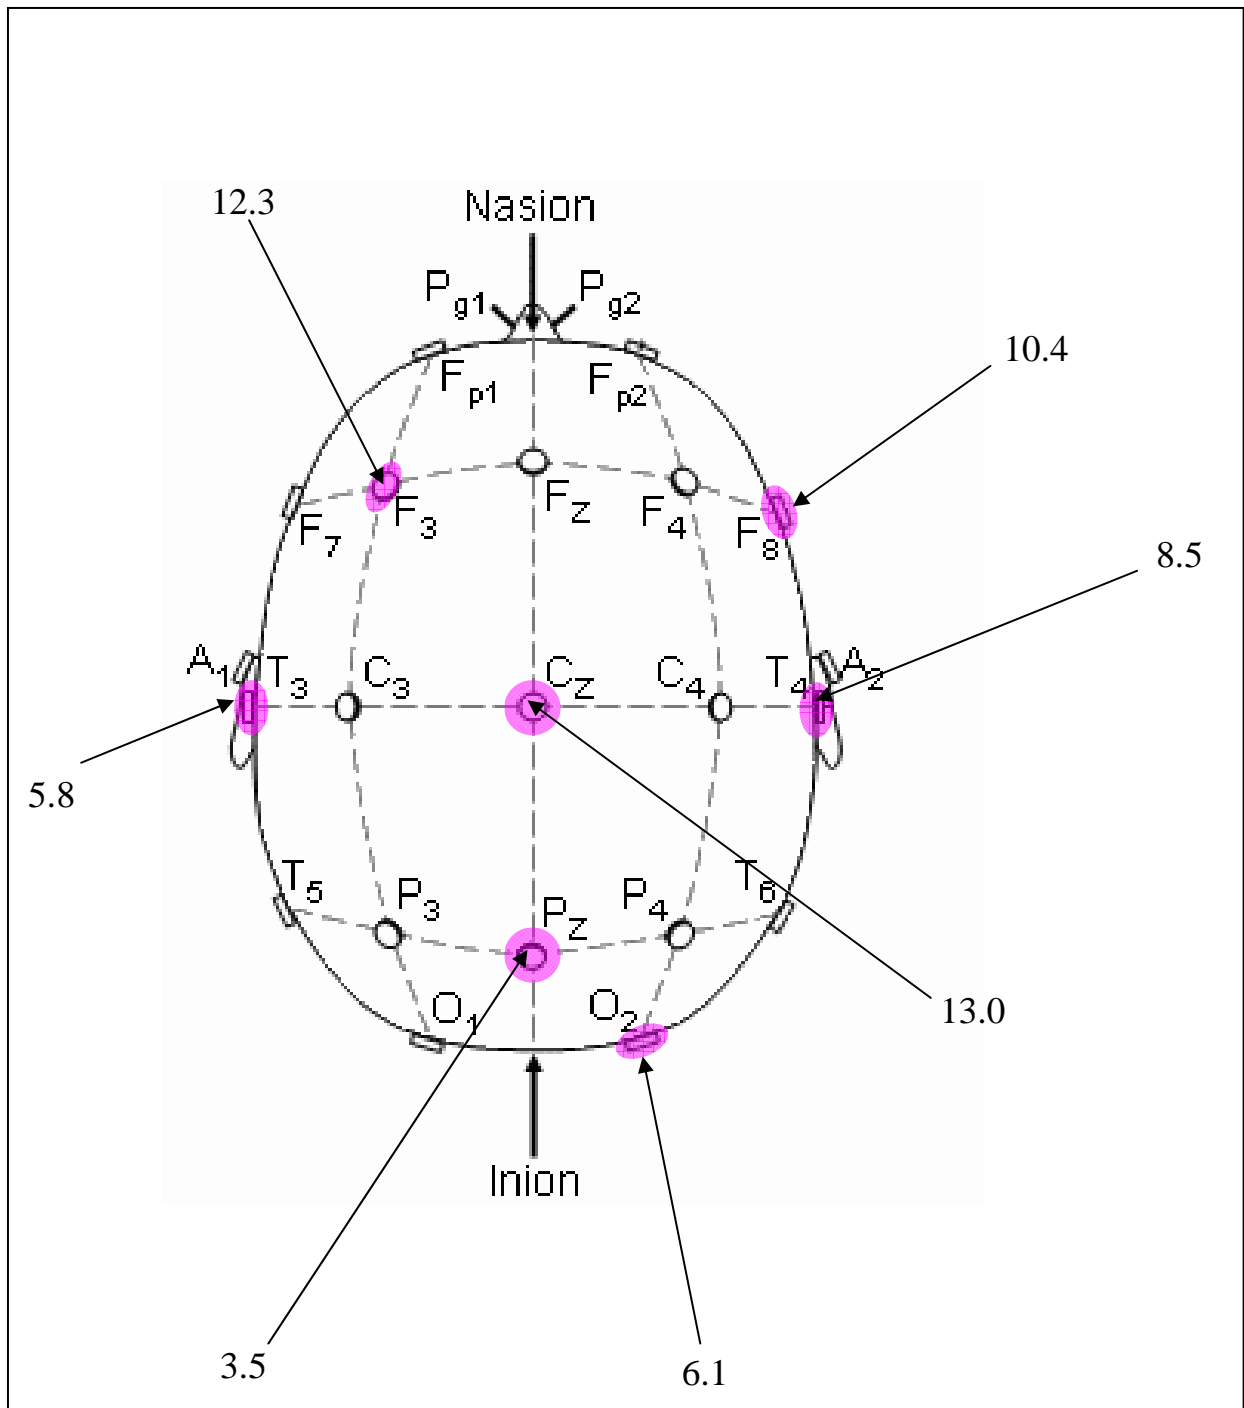 12.3
Nasion
Pg1 Pg2
10.4
Fp1 Fp2
F7 F3 Fz F4 F8
8.5
A1 T3 C3 Cz C4 T4 A2
5.8
T5 P3 Pz P4 T6
O1 O2
13.0
Inion
3.5
6.1